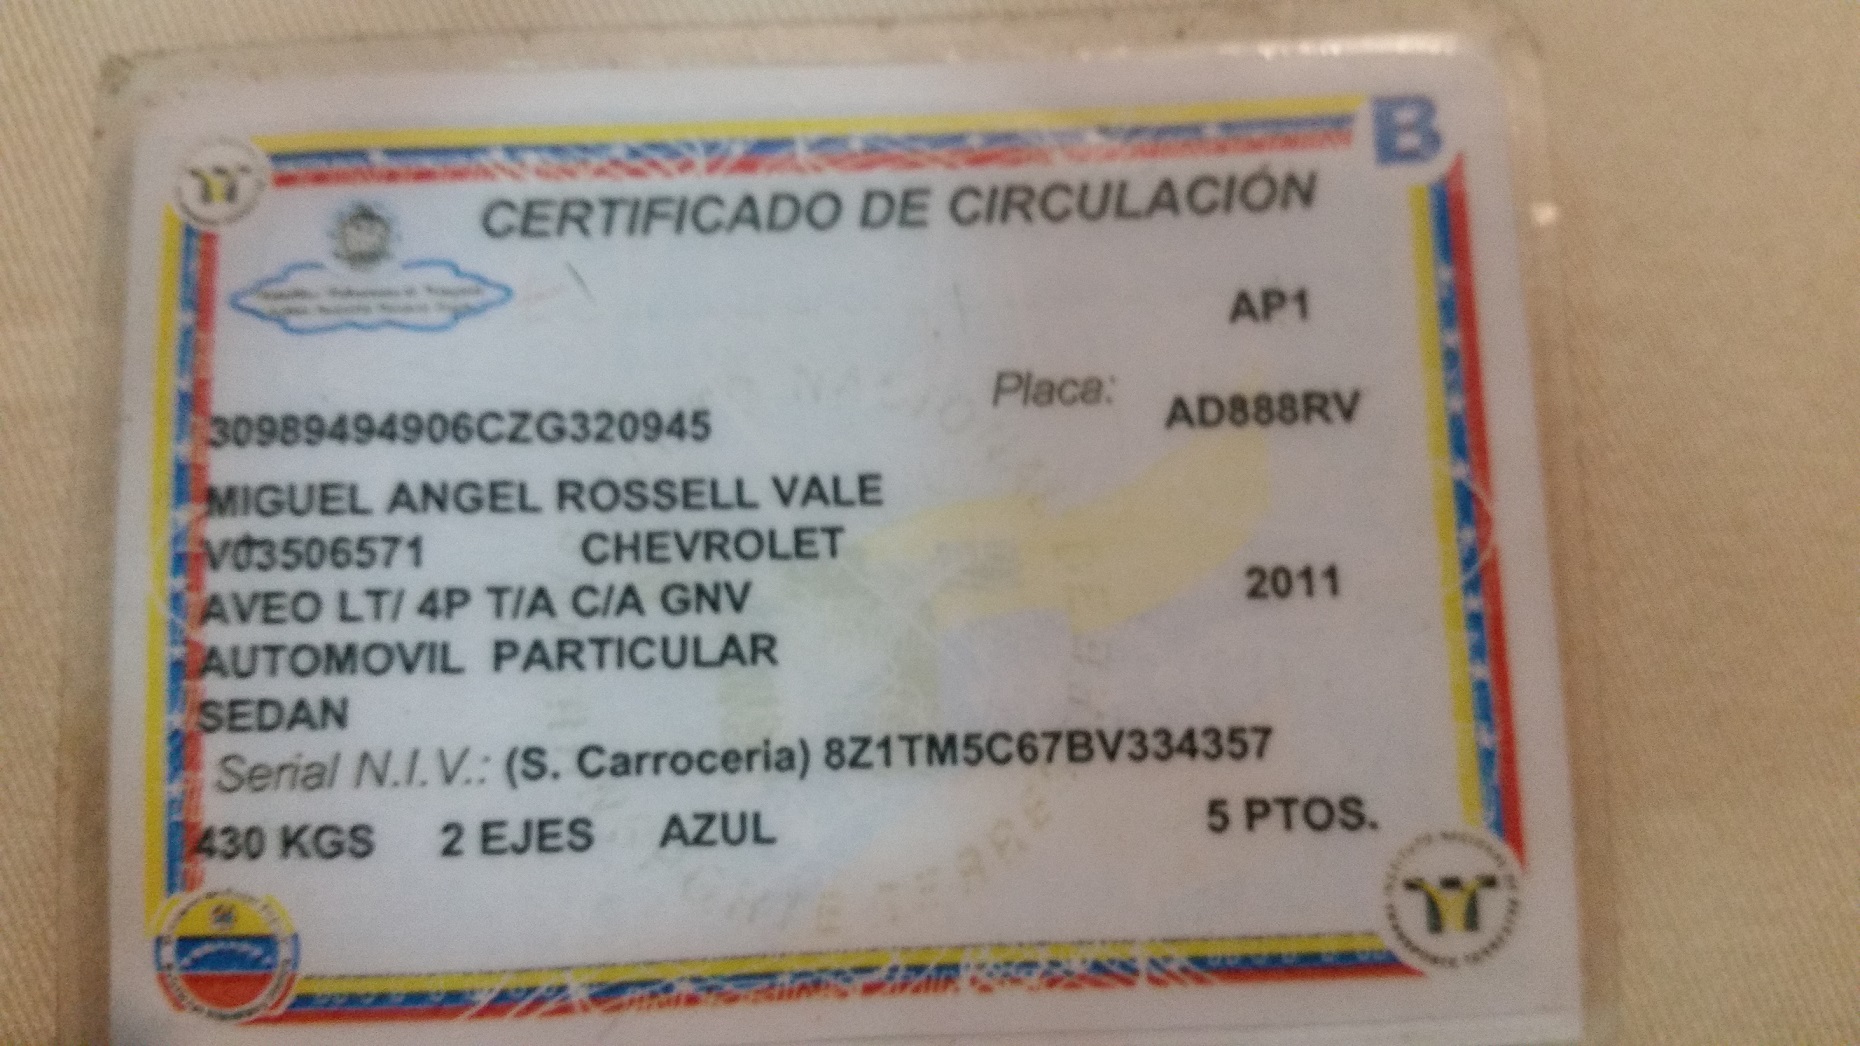 B
CERTIFICADO DE CIRCULACIÓN
AP1
Placa: AD888RV
30989494906CZG320945
MIGUEL ANGEL ROSSELL VALE
V03506571 CHEVROLET
AVEO LT/ 4P T/A C/A GNV 2011
AUTOMOVIL PARTICULAR
SEDAN
Serial N.I.V.: (S. Carroceria) 8Z1TM5C67BV334357
430 KGS 2 EJES AZUL 5 PTOS.